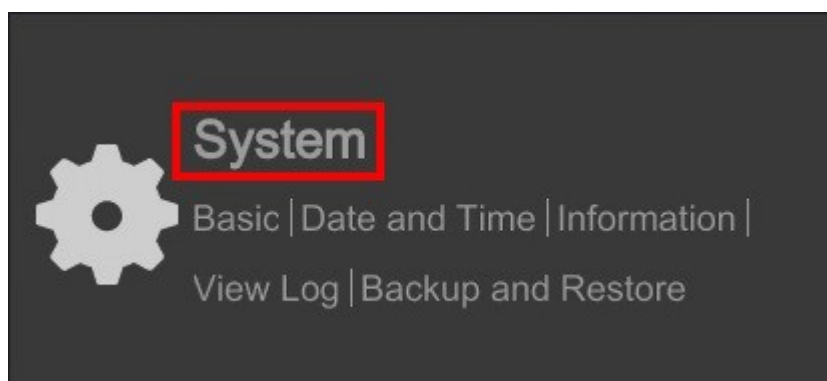 System
Basic | Date and Time | Information |
View Log | Backup and Restore